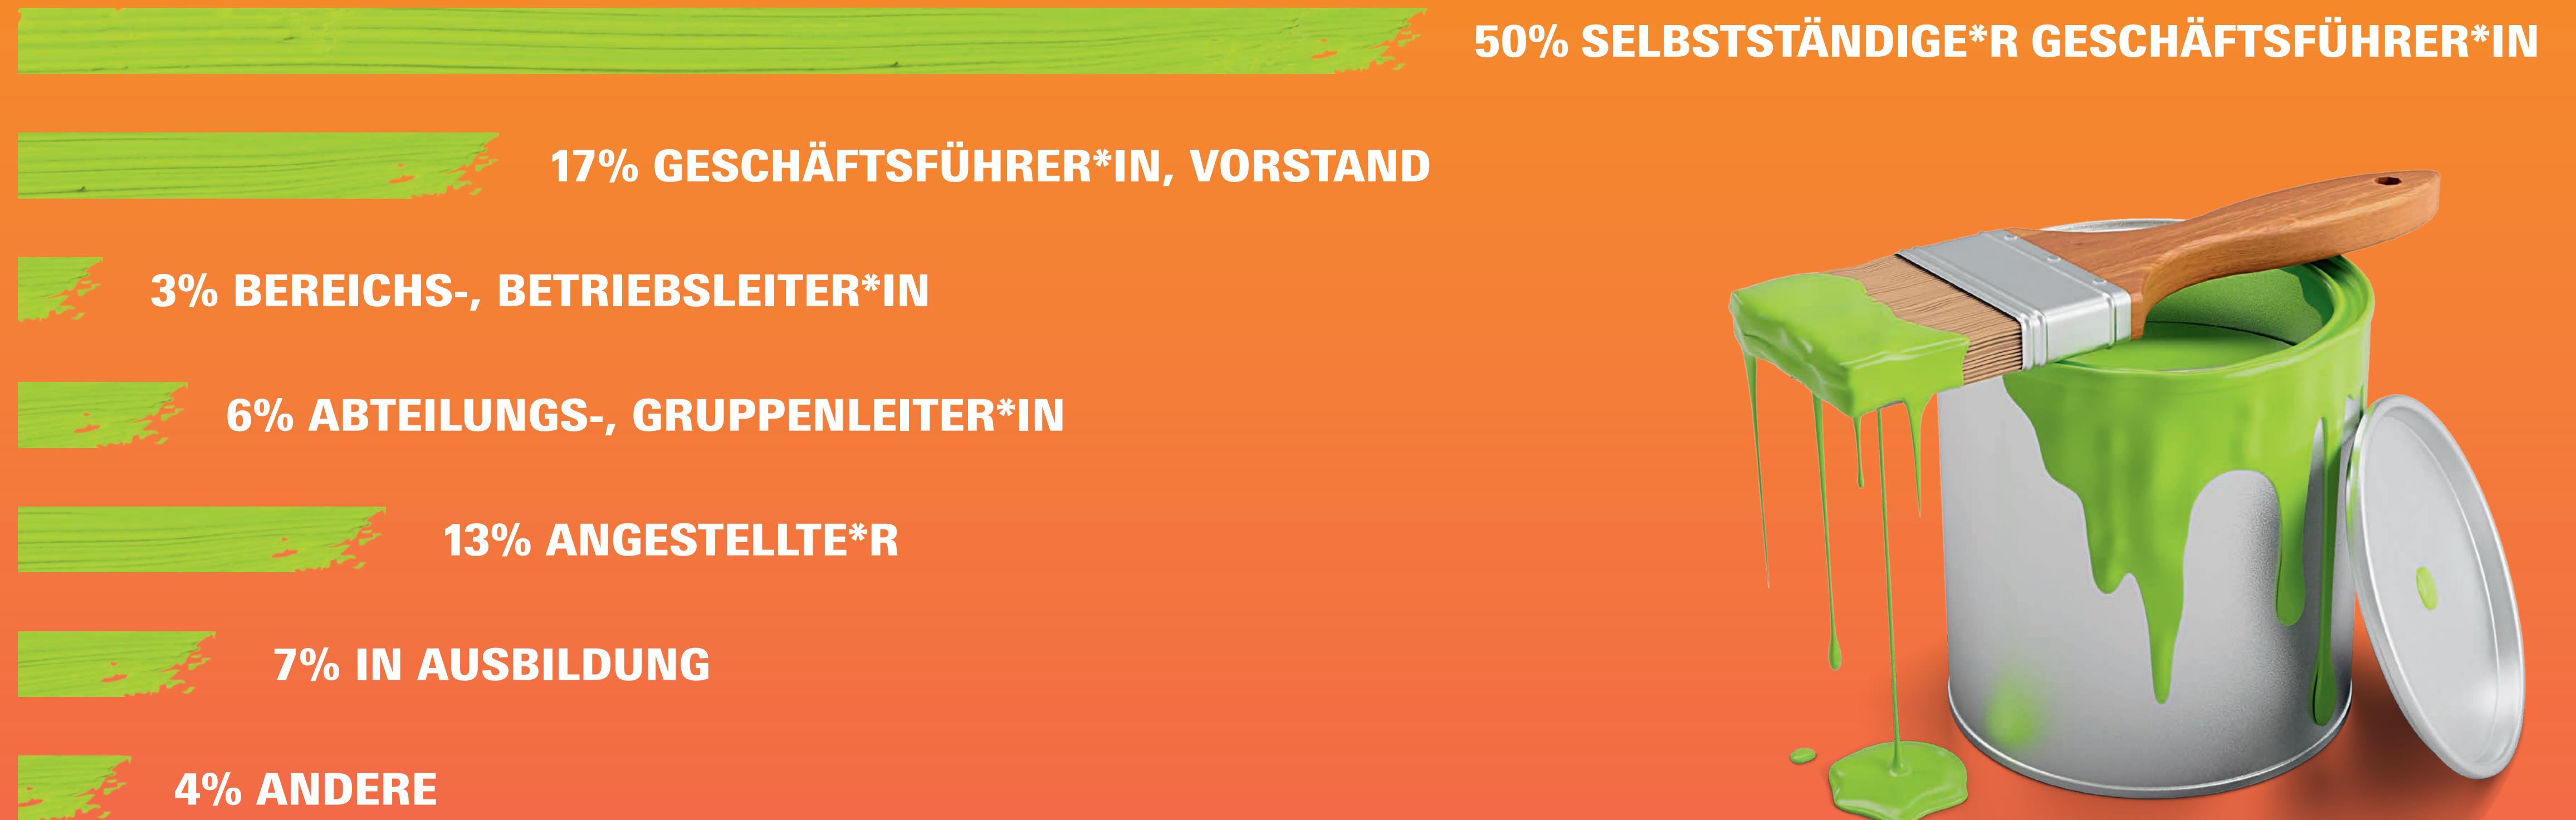 50% SELBSTSTÄNDIGE*R GESCHÄFTSFÜHRER*IN
17% GESCHÄFTSFÜHRER*IN, VORSTAND
3% BEREICHS-, BETRIEBSLEITER*IN
6% ABTEILUNGS-, GRUPPENLEITER*IN
13% ANGESTELLTE*R
7% IN AUSBILDUNG
4% ANDERE